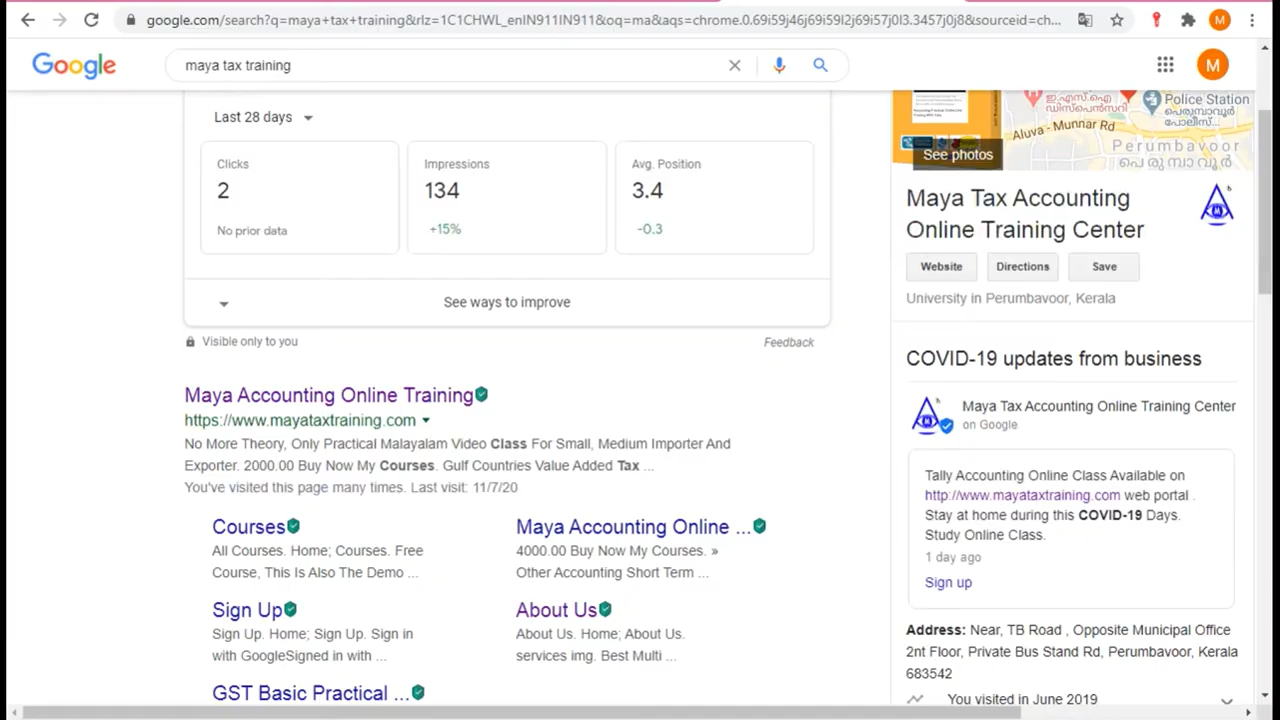 google.com/search?q=maya+tax+training&rlz=1C1CHWL_enIN911IN911&oq=ma&aqs=chrome.0.69i59j46j69i59l2j69i57j0l3.3457j0j8&sourceid=ch...
M
Google
maya tax training
M
Last 28 days
Clicks
2
No prior data
Impressions
134
+15%
Avg. Position
3.4
-0.3
See ways to improve
Visible only to you
Feedback
Maya Accounting Online Training
https://www.mayataxtraining.com
No More Theory, Only Practical Malayalam Video Class For Small, Medium Importer And
Exporter. 2000.00 Buy Now My Courses. Gulf Countries Value Added Tax ...
You've visited this page many times. Last visit: 11/7/20
Courses
All Courses. Home; Courses. Free
Course, This Is Also The Demo ...
Maya Accounting Online ...
4000.00 Buy Now My Courses. »
Other Accounting Short Term ...
Sign Up
Sign Up. Home; Sign Up. Sign in
with GoogleSigned in with ...
About Us
About Us. Home; About Us.
services img. Best Multi ...
GST Basic Practical ...
See photos
ഇ.എസ്.ഐ
ഡിസ്പെൻസറി
Police Station
പെരുമ്പാവൂർ
പോലീസ്...
Aluva - Munnar Rd
Perumbavoor
പെരുമ്പാവൂർ
Maya Tax Accounting
Online Training Center
Website
Directions
Save
University in Perumbavoor, Kerala
COVID-19 updates from business
Maya Tax Accounting Online Training Center
on Google
Tally Accounting Online Class Available on
http://www.mayataxtraining.com web portal .
Stay at home during this COVID-19 Days.
Study Online Class.
1 day ago
Sign up
Address: Near, TB Road , Opposite Municipal Office
2nt Floor, Private Bus Stand Rd, Perumbavoor, Kerala
683542
You visited in June 2019